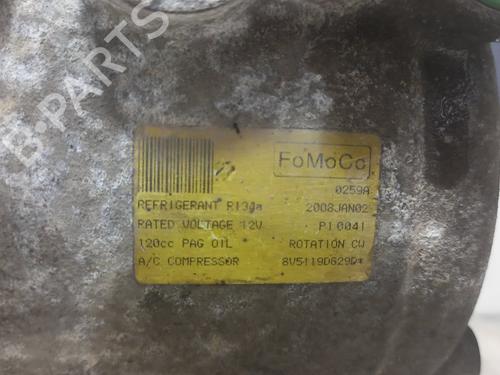 B-PARTS
FoMoCo
0259A
REFRIGERANT R134a 2008JAN02
RATED VOLTAGE 12V P10041
120cc PAG OIL ROTATION CW
A/C COMPRESSOR 8V5119D629D*